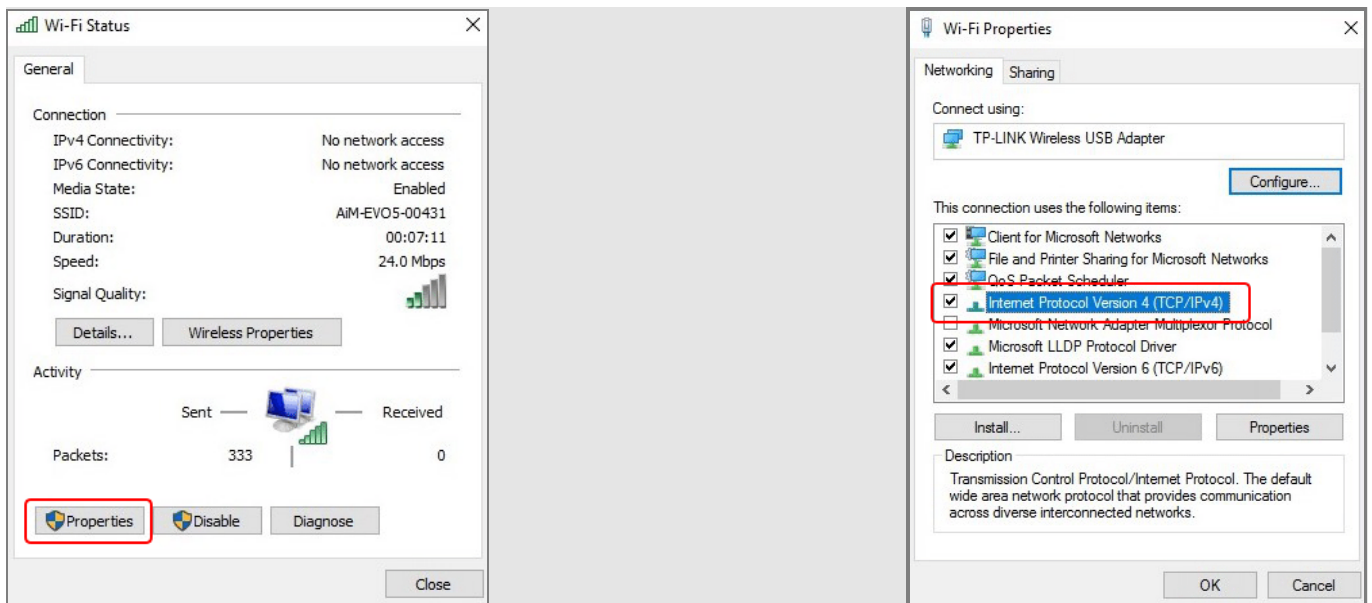 Wi-Fi Status
General
Connection
IPv4 Connectivity: No network access
IPv6 Connectivity: No network access
Media State: Enabled
SSID: AiM-EVO5-00431
Duration: 00:07:11
Speed: 24.0 Mbps
Signal Quality:
Details... Wireless Properties
Activity
Sent Received
Packets: 333 0
Properties Disable Diagnose
Close
Wi-Fi Properties
Networking Sharing
Connect using:
TP-LINK Wireless USB Adapter
Configure...
This connection uses the following items:
Client for Microsoft Networks
File and Printer Sharing for Microsoft Networks
QoS Packet Scheduler
Internet Protocol Version 4 (TCP/IPv4)
Microsoft Network Adapter Multiplexor Protocol
Microsoft LLDP Protocol Driver
Internet Protocol Version 6 (TCP/IPv6)
Install... Uninstall Properties
Description
Transmission Control Protocol/Internet Protocol. The default
wide area network protocol that provides communication
across diverse interconnected networks.
OK Cancel